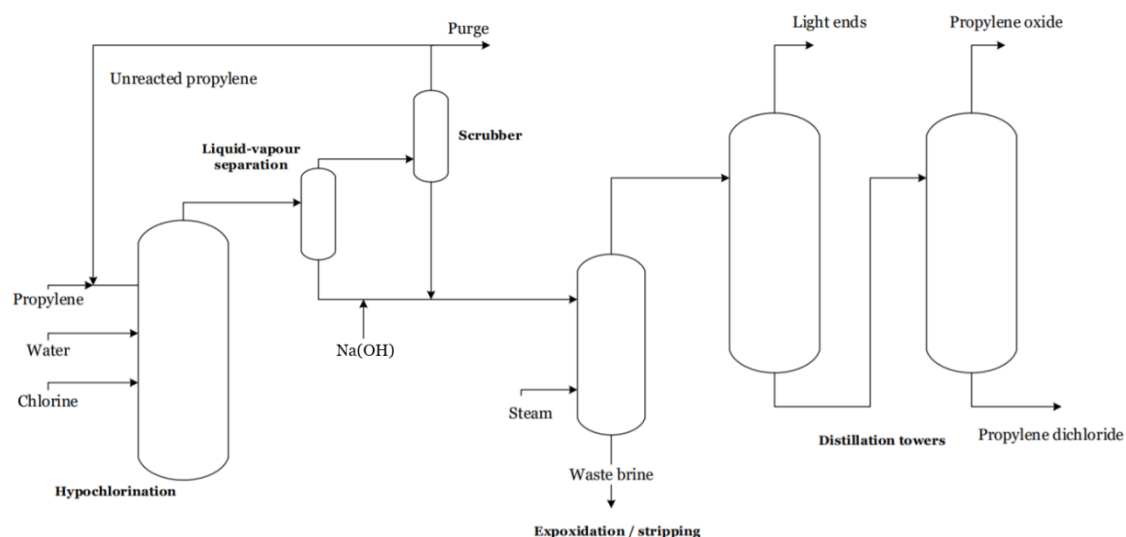 Purge
Light ends
Propylene oxide
Unreacted propylene
Scrubber
Liquid-vapour
separation
Propylene
Water
Na(OH)
Chlorine
Steam
Propylene dichloride
Distillation towers
Waste brine
Hypochlorination
Expoxidation / stripping